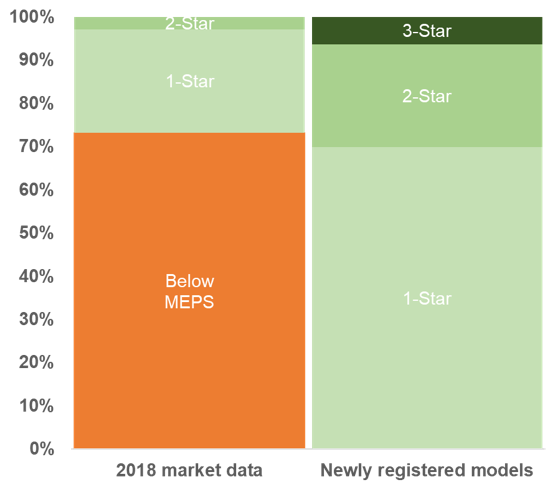 100%
90%
80%
70%
60%
50%
40%
30%
20%
10%
0%
2-Star
1-Star
Below
MEPS
3-Star
2-Star
1-Star
2018 market data
Newly registered models